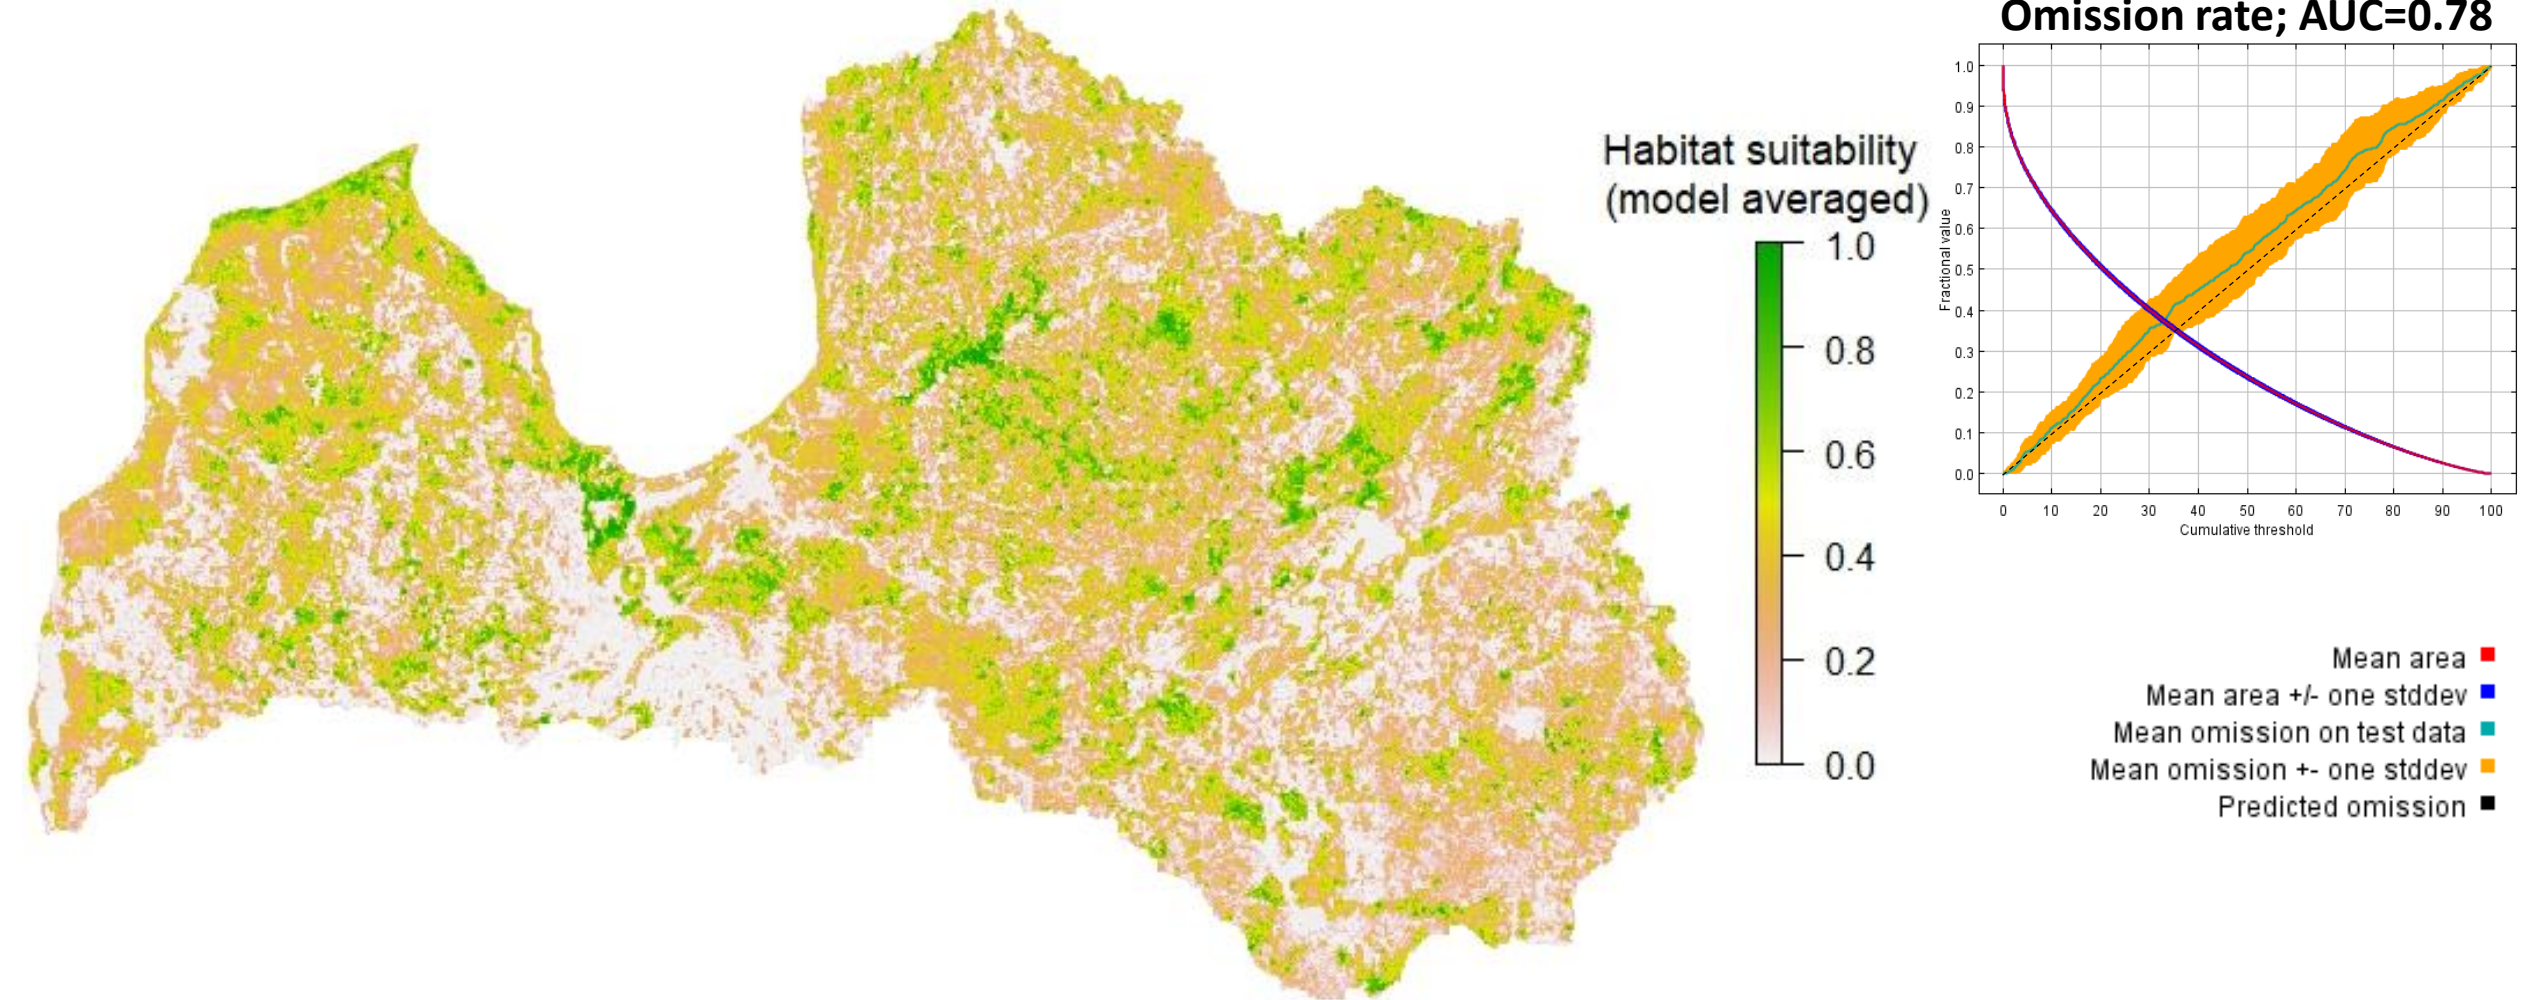 Omission rate; AUC=0.78
Habitat suitability
(model averaged)
1.0
0.8
0.6
0.4
0.2
0.0
Fractional value
1.0
0.9
0.8
0.7
0.6
0.5
0.4
0.3
0.2
0.1
0.0
0 10 20 30 40 50 60 70 80 90 100
Cumulative threshold
Mean area
Mean area +/- one stddev
Mean omission on test data
Mean omission +- one stddev
Predicted omission